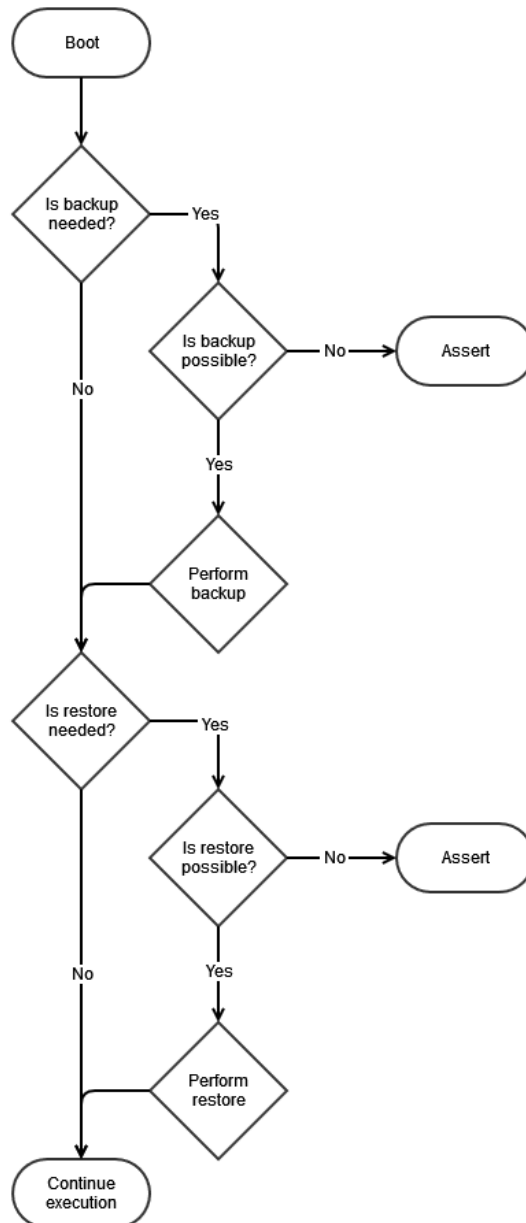 Boot
Is backup
needed?
Yes
Is backup
possible?
No
Assert
No
Yes
Perform
backup
Is restore
needed?
Yes
Is restore
possible?
No
Assert
No
Yes
Perform
restore
Continue
execution